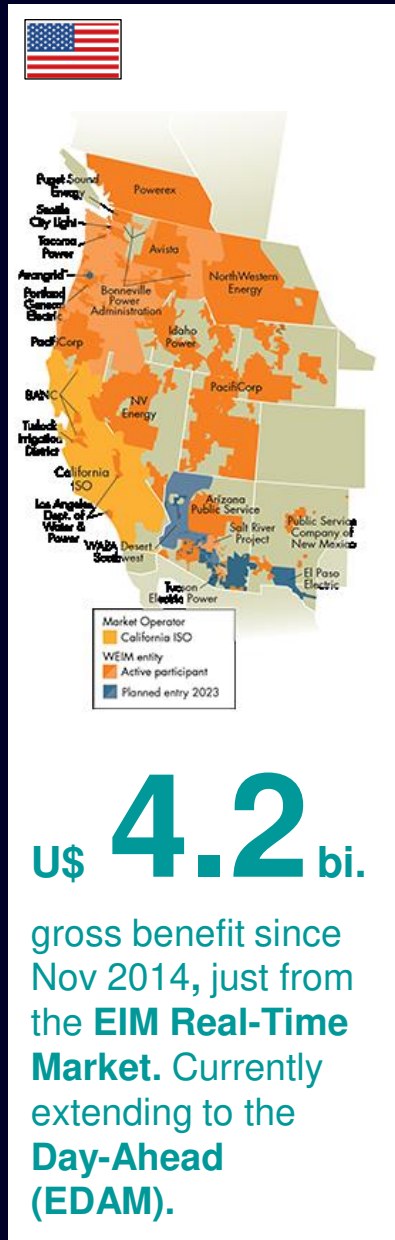 Powerex
Puget Sound
Energy
Seattle
City Light
Tacoma
Power
Avista
Avangrid
NorthWestern
Energy
Portland
General
Electric
Bonneville
Power
Administration
Idaho
Power
PacifiCorp
PacifiCorp
BANC
NV
Energy
Turlock
Irrigation
District
California
ISO
Arizona
Public Service
Los Angeles
Dept. of
Water &
Power
Salt River
Project
Public Service
Company of
New Mexico
WAPA Desert
Southwest
El Paso
Electric
Tucson
Electric Power
Market Operator
California ISO
WEIM entity
Active participant
Planned entry 2023
U$ 4.2 bi.
gross benefit since
Nov 2014, just from
the EIM Real-Time
Market. Currently
extending to the
Day-Ahead
(EDAM).